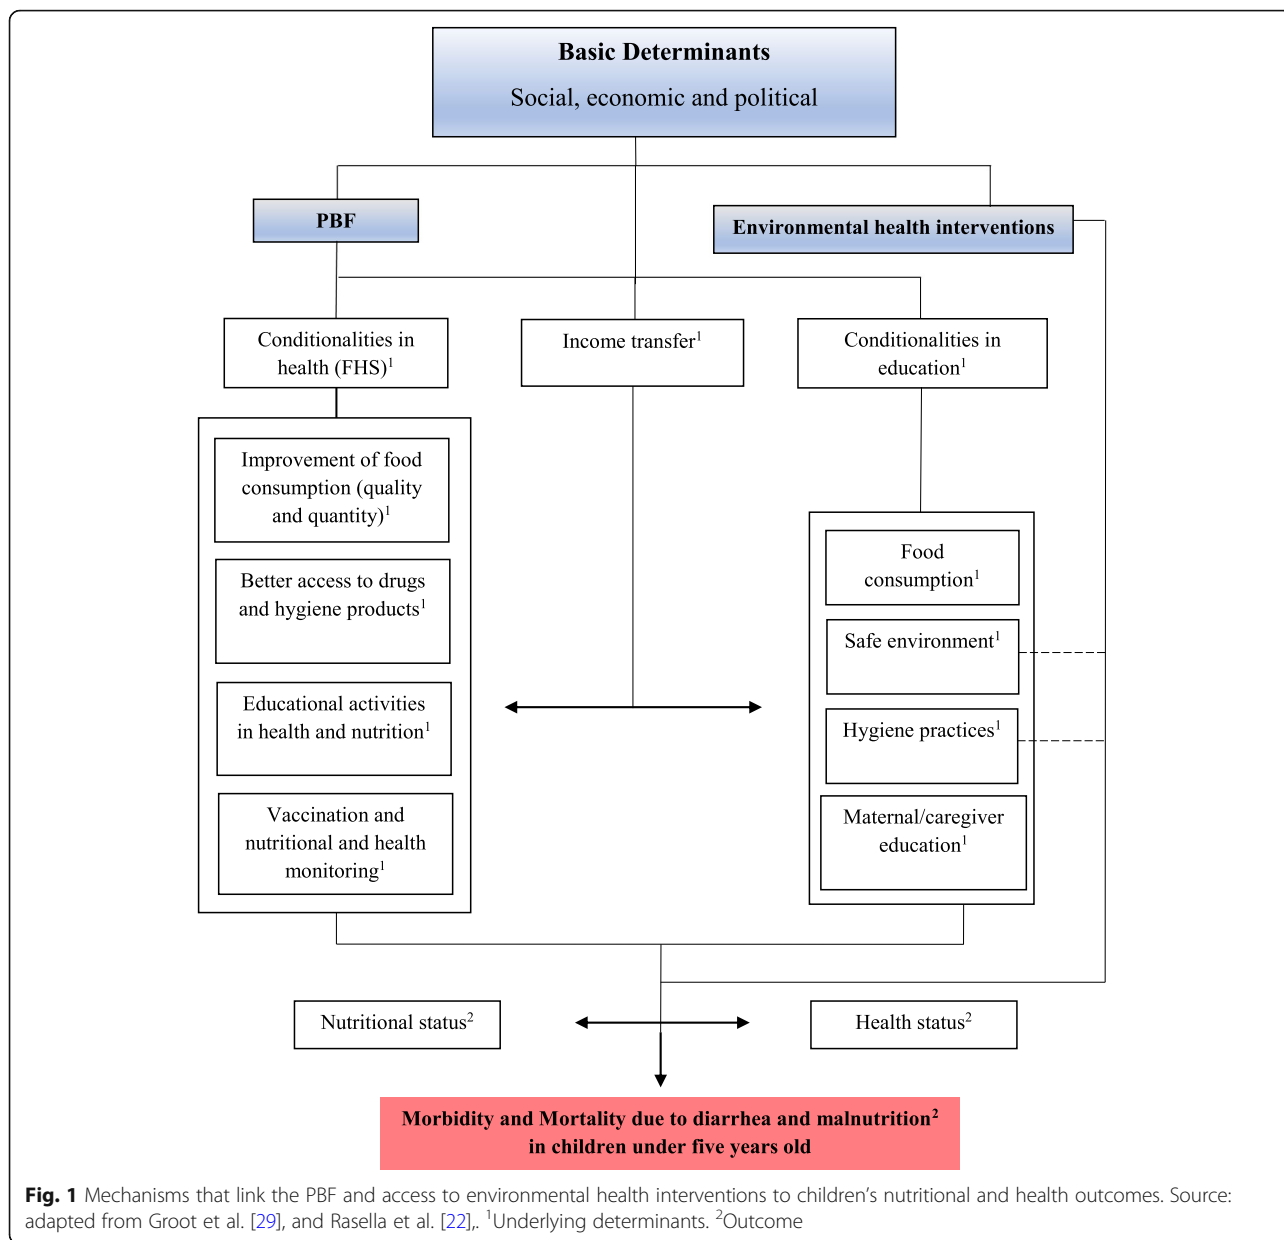 Basic Determinants
Social, economic and political
PBF
Environmental health interventions
Conditionalities in
health (FHS)1
Income transfer1
Conditionalities in
education1
Improvement of food
consumption (quality
and quantity)1
Better access to drugs
and hygiene products1
Educational activities
in health and nutrition1
Vaccination and
nutritional and health
monitoring1
Food
consumption1
Safe environment1
Hygiene practices1
Maternal/caregiver
education1
Nutritional status2
Health status2
Morbidity and Mortality due to diarrhea and malnutrition2
in children under five years old
Fig. 1 Mechanisms that link the PBF and access to environmental health interventions to children's nutritional and health outcomes. Source:
adapted from Groot et al. [29], and Rasella et al. [22],. 1Underlying determinants. 2Outcome